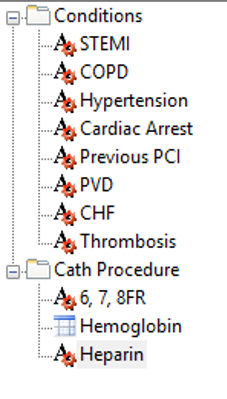 Conditions
STEMI
COPD
Hypertension
Cardiac Arrest
Previous PCI
PVD
CHF
Thrombosis
Cath Procedure
6, 7, 8FR
Hemoglobin
Heparin